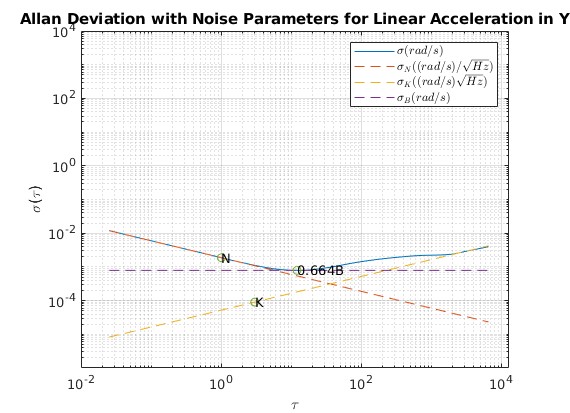 Allan Deviation with Noise Parameters for Linear Acceleration in Y
10^4
10^2
10^0
10^-2
10^-4
σ(τ)
σ(rad/s)
σ_N((rad/s)/√Hz)
σ_K((rad/s)√Hz)
σ_B(rad/s)
N
0.664B
K
10^-2
10^0
10^2
10^4
τ